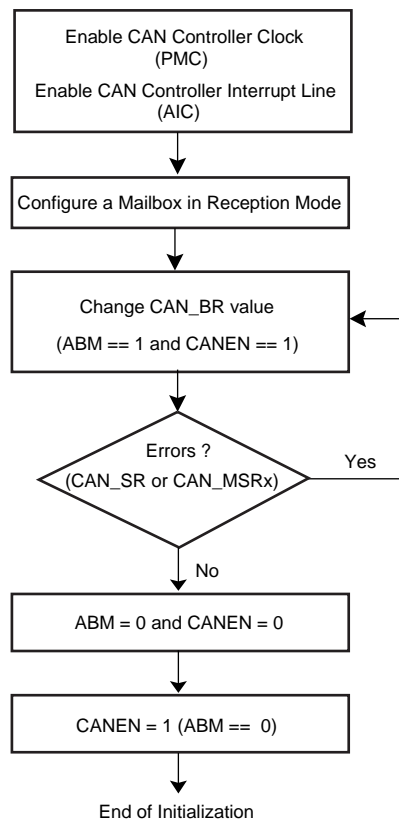 Enable CAN Controller Clock
(PMC)
Enable CAN Controller Interrupt Line
(AIC)
Configure a Mailbox in Reception Mode
Change CAN_BR value
(ABM == 1 and CANEN == 1)
Errors ?
(CAN_SR or CAN_MSRx)
Yes
No
ABM = 0 and CANEN = 0
CANEN = 1 (ABM == 0)
End of Initialization